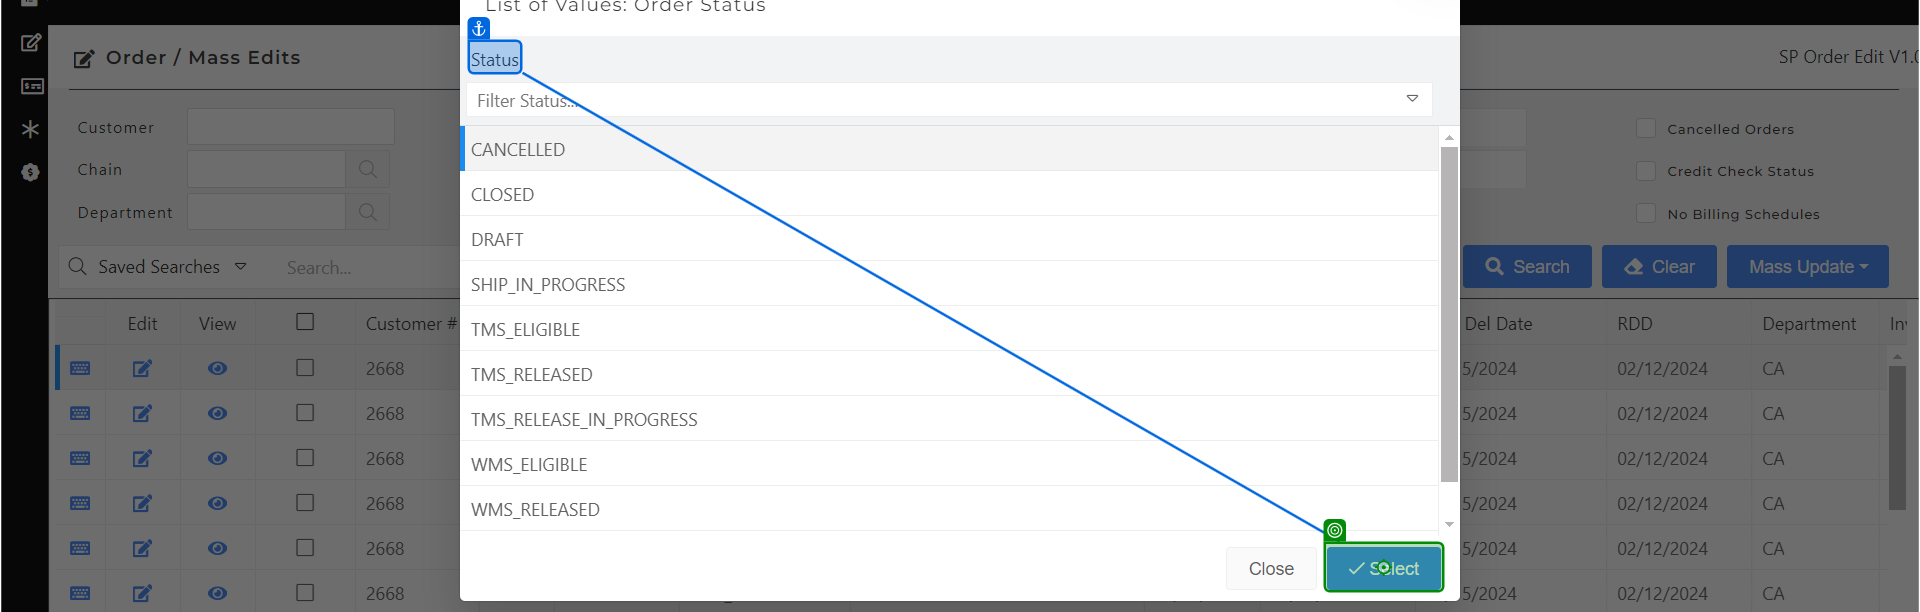 List of Values: Order Status
Order / Mass Edits
SP Order Edit V1.0
Status
Filter Status...
Customer
Chain
Department
Cancelled Orders
Credit Check Status
No Billing Schedules
CANCELLED
CLOSED
DRAFT
SHIP_IN_PROGRESS
TMS_ELIGIBLE
TMS_RELEASED
TMS_RELEASE_IN_PROGRESS
WMS_ELIGIBLE
WMS_RELEASED
Saved Searches Search...
Search Clear Mass Update
Edit View Customer # Del Date RDD Department
2668 5/2024 02/12/2024 CA
2668 5/2024 02/12/2024 CA
2668 5/2024 02/12/2024 CA
2668 5/2024 02/12/2024 CA
2668 5/2024 02/12/2024 CA
2668 5/2024 02/12/2024 CA
Close Select